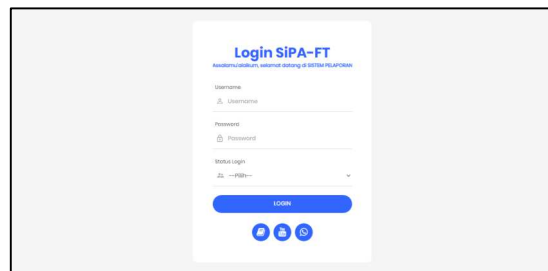 Login SiPA-FT
Assalamu'alaikum, selamat datang di SISTEM PELAPORAN
Username
Username
Password
Password
Status Login
---Pilih---
LOGIN